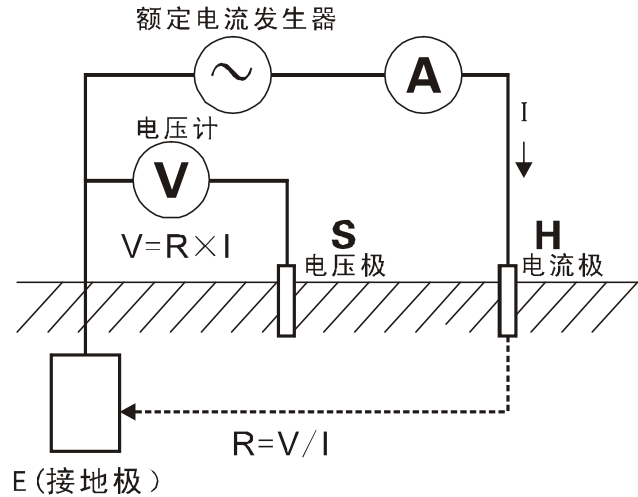 额定电流发生器
A
I
电压计
V
V=R×I
S
电压极
H
电流极
R=V/I
E(接地极）